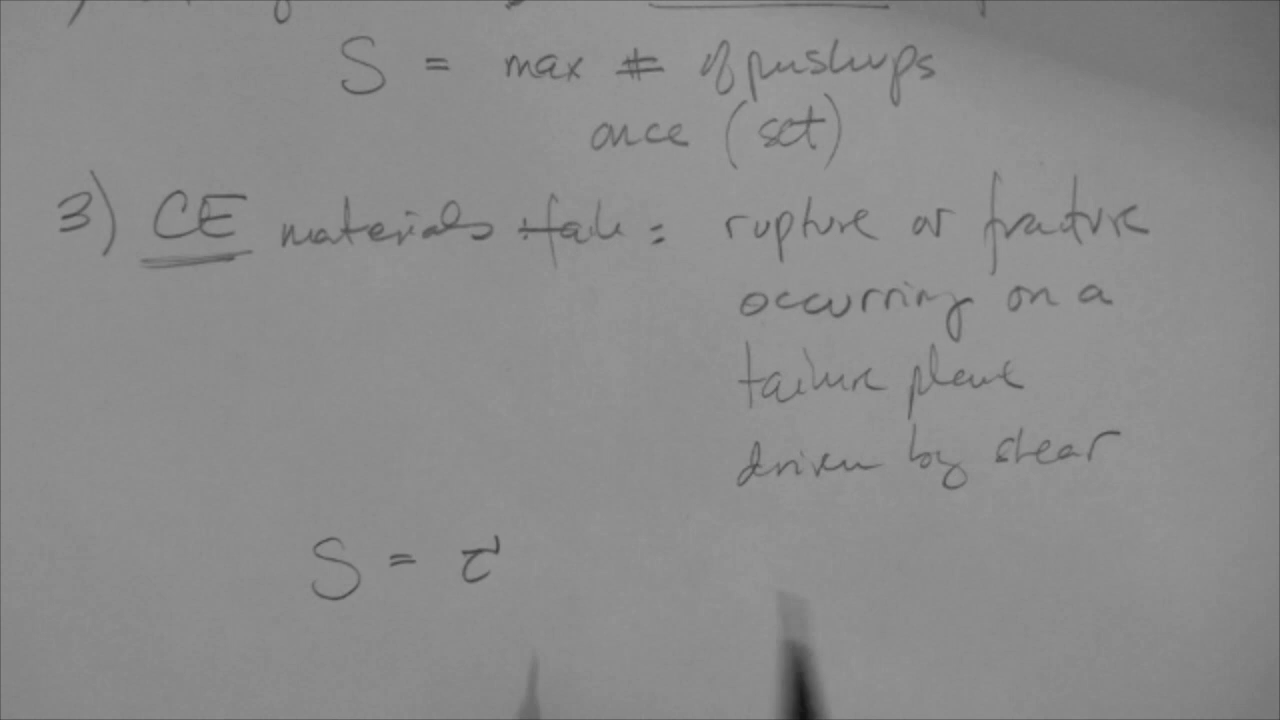 S = max # of pushups
once (set)
3) CE materials fail : rupture or fracture
occurring on a
failure plane
driven by shear
S = τ